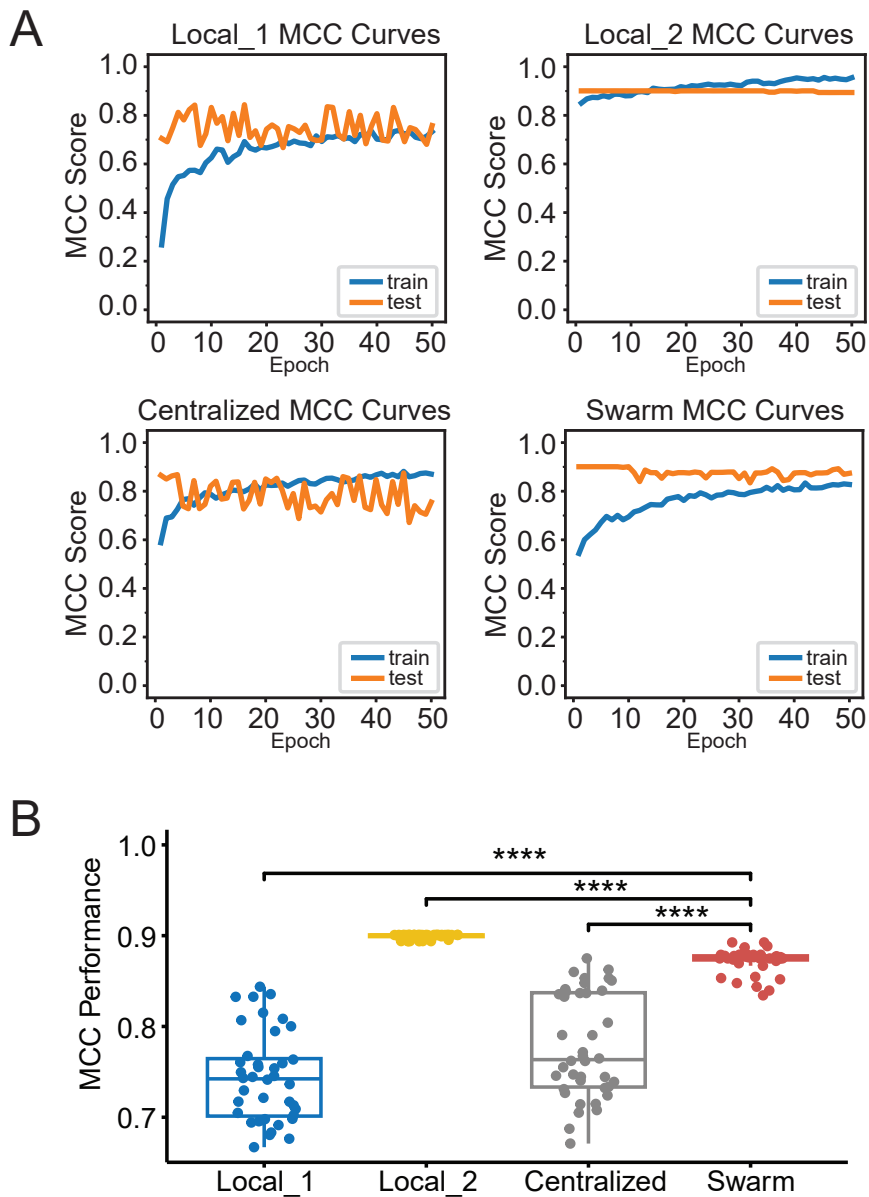 A
Local_1 MCC Curves
Local_2 MCC Curves
MCC Score
1.0
0.8
0.6
0.4
0.2
0.0
train
test
0 10 20 30 40 50
Epoch
MCC Score
1.0
0.8
0.6
0.4
0.2
0.0
train
test
0 10 20 30 40 50
Epoch
Centralized MCC Curves
Swarm MCC Curves
MCC Score
1.0
0.8
0.6
0.4
0.2
0.0
train
test
0 10 20 30 40 50
Epoch
MCC Score
1.0
0.8
0.6
0.4
0.2
0.0
train
test
0 10 20 30 40 50
Epoch
B
MCC Performance
1.0
0.9
0.8
0.7
****
****
****
Local_1 Local_2 Centralized Swarm